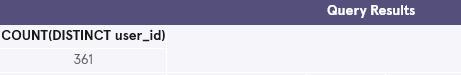 Query Results
COUNT(DISTINCT user_id)
361